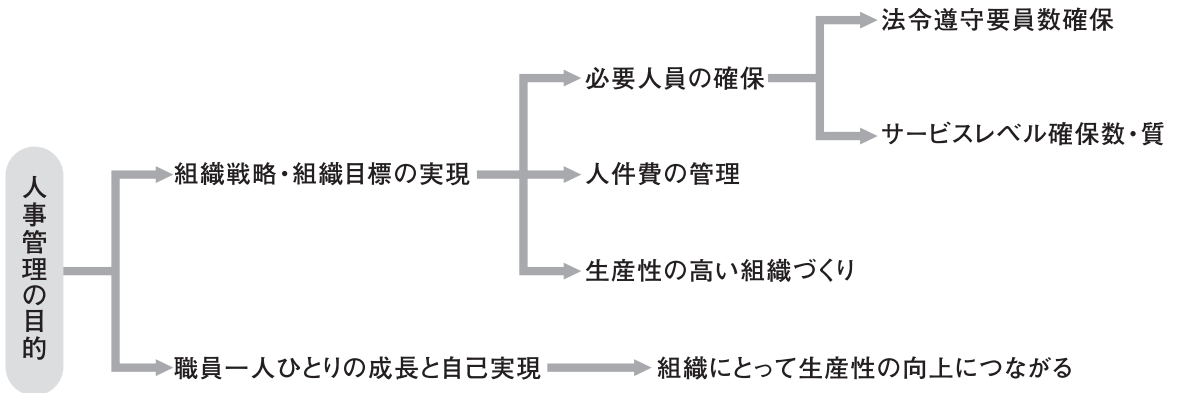 人事管理の目的
組織戦略・組織目標の実現
必要人員の確保
法令遵守要員数確保
サービスレベル確保数・質
人件費の管理
生産性の高い組織づくり
職員一人ひとりの成長と自己実現
組織にとって生産性の向上につながる